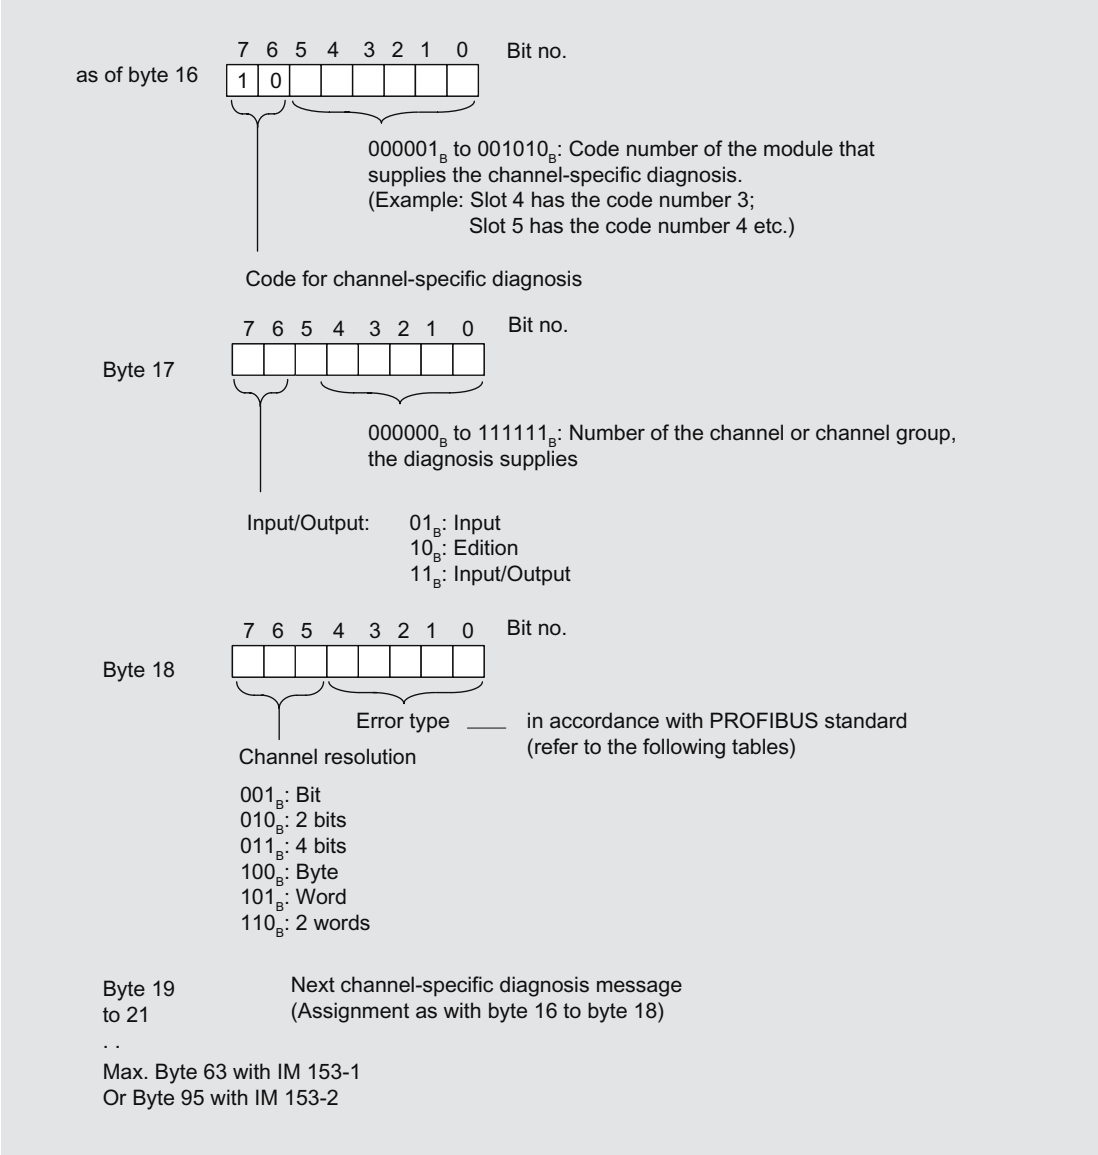 7 6 5 4 3 2 1 0 Bit no.
as of byte 16 1 0
000001B to 001010B: Code number of the module that
supplies the channel-specific diagnosis.
(Example: Slot 4 has the code number 3;
Slot 5 has the code number 4 etc.)
Code for channel-specific diagnosis
7 6 5 4 3 2 1 0 Bit no.
Byte 17
000000B to 111111B: Number of the channel or channel group,
the diagnosis supplies
Input/Output: 01B: Input
10B: Edition
11B: Input/Output
7 6 5 4 3 2 1 0 Bit no.
Byte 18
Error type ____ in accordance with PROFIBUS standard
(refer to the following tables)
Channel resolution
001B: Bit
010B: 2 bits
011B: 4 bits
100B: Byte
101B: Word
110B: 2 words
Byte 19 Next channel-specific diagnosis message
to 21 (Assignment as with byte 16 to byte 18)
. .
Max. Byte 63 with IM 153-1
Or Byte 95 with IM 153-2